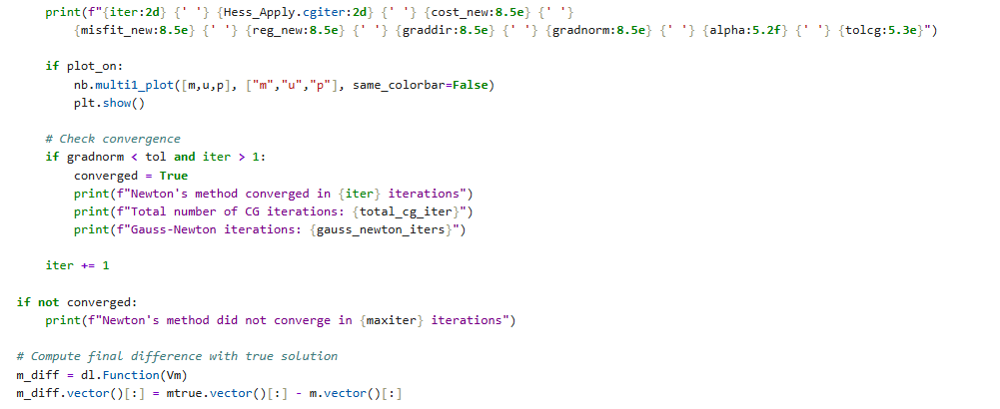 print(f"{iter:2d} {' '} {Hess_Apply.cgiter:2d} {' '} {cost_new:8.5e} {' '}
{misfit_new:8.5e} {' '} {reg_new:8.5e} {' '} {graddir:8.5e} {' '} {gradnorm:8.5e} {' '} {alpha:5.2f} {' '} {tolcg:5.3e}")
if plot_on:
nb.multi1_plot([m,u,p], ["m","u","p"], same_colorbar=False)
plt.show()
# Check convergence
if gradnorm < tol and iter > 1:
converged = True
print(f"Newton's method converged in {iter} iterations")
print(f"Total number of CG iterations: {total_cg_iter}")
print(f"Gauss-Newton iterations: {gauss_newton_iters}")
iter += 1
if not converged:
print(f"Newton's method did not converge in {maxiter} iterations")
# Compute final difference with true solution
m_diff = dl.Function(Vm)
m_diff.vector()[:] = mtrue.vector()[:] - m.vector()[:]